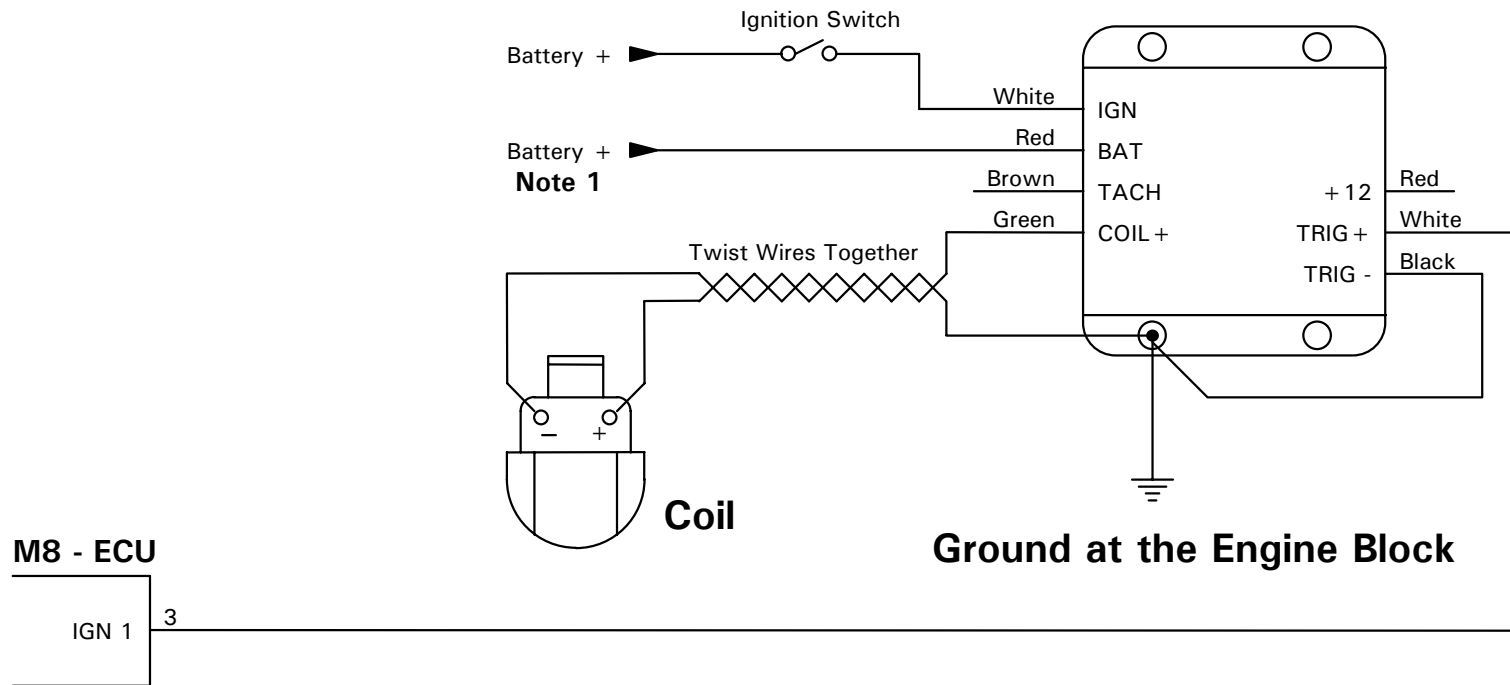 Ignition Switch
Battery +
White
IGN
Battery +
Red
BAT
Note 1
Brown
TACH
+12
Red
Green
COIL+
TRIG+
White
Twist Wires Together
TRIG -
Black
- +
Coil
Ground at the Engine Block
M8 - ECU
IGN 1
3